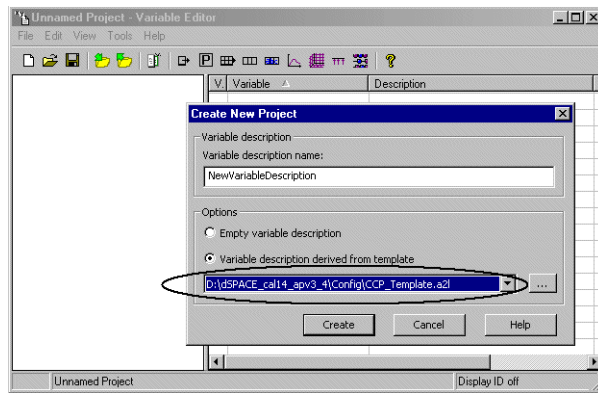 Unnamed Project - Variable Editor
File Edit View Tools Help
V. Variable Description
Create New Project
Variable description
Variable description name:
NewVariableDescription
Options
Empty variable description
Variable description derived from template
D:\dSPACE_cal14_apv3_4\Config\CCP_Template.a2l
...
Create Cancel Help
Unnamed Project Display ID off